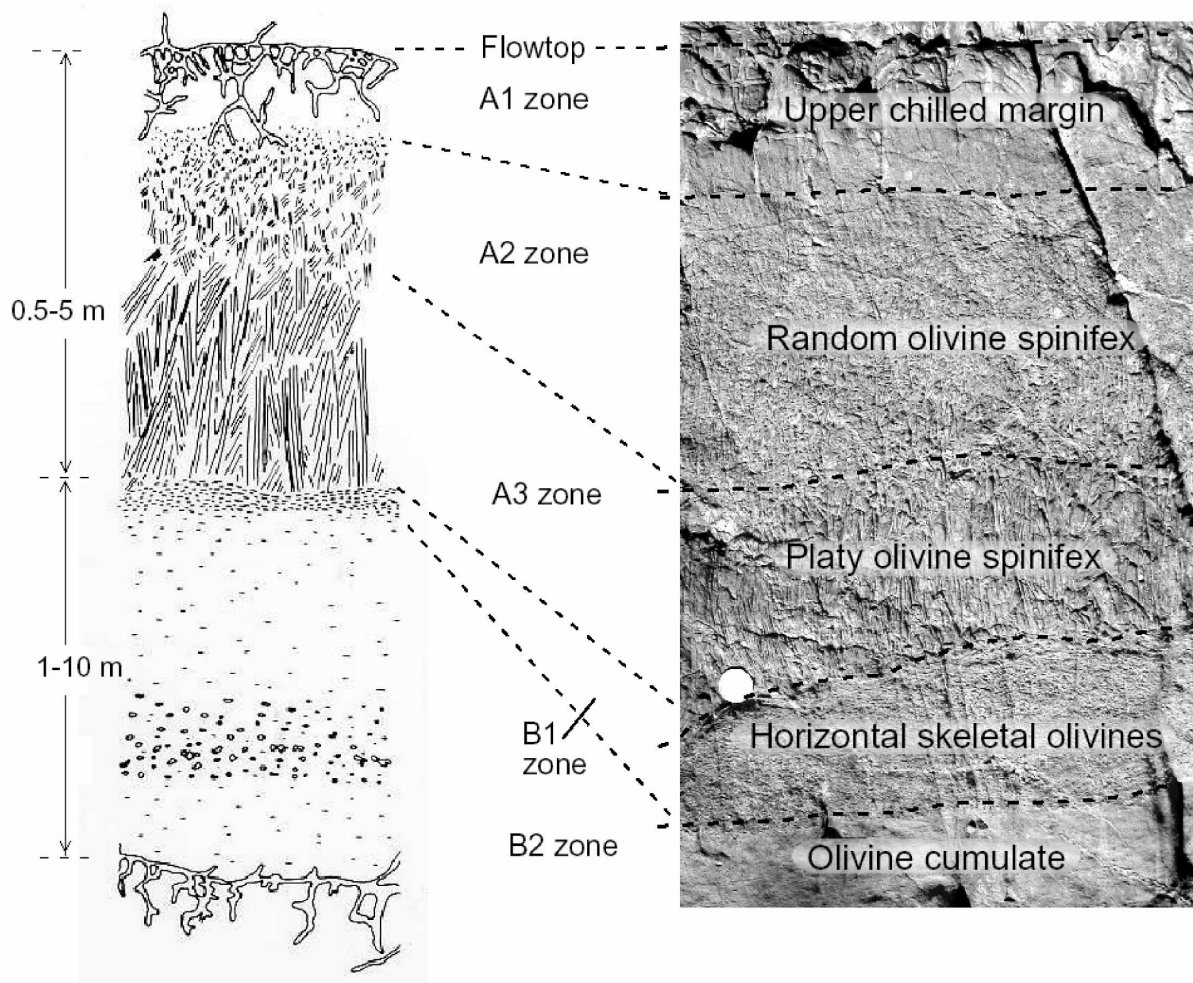 Flowtop
A1 zone
Upper chilled margin
A2 zone
0.5-5 m
Random olivine spinifex
A3 zone
Platy olivine spinifex
1-10 m
B1
zone
Horizontal skeletal olivines
B2 zone
Olivine cumulate